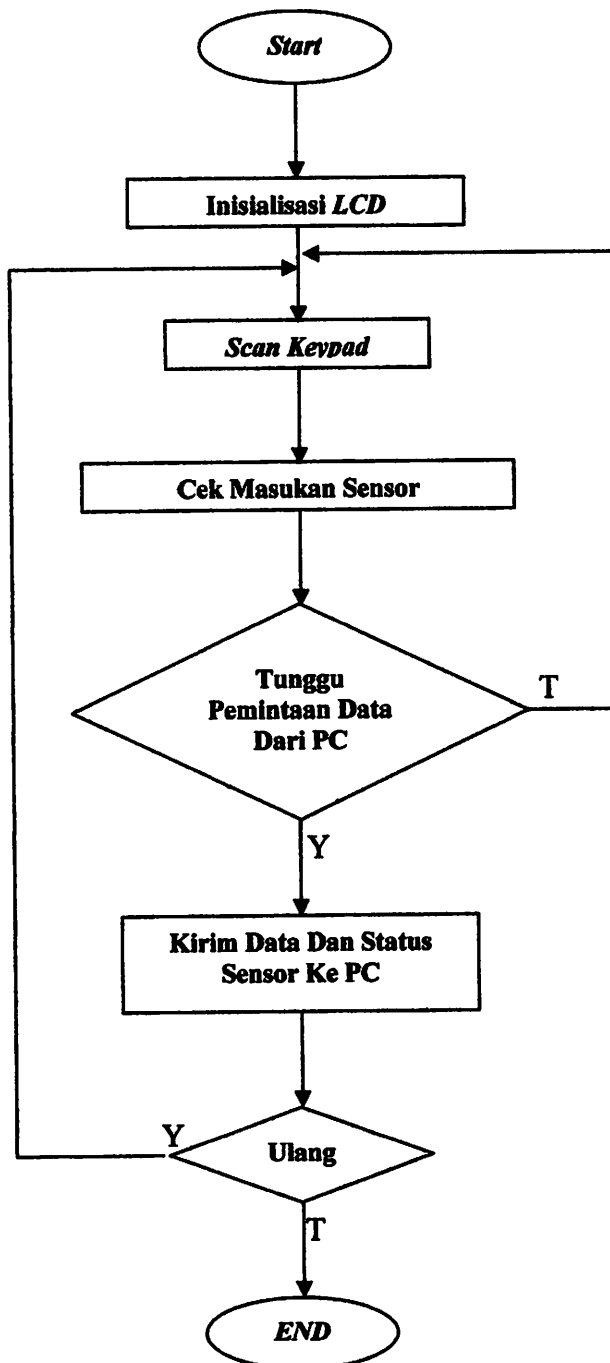 Start
Inisialisasi LCD
Scan Keypad
Cek Masukan Sensor
Tunggu
Pemintaan Data
Dari PC
T
Y
Kirim Data Dan Status
Sensor Ke PC
Y
Ulang
T
END